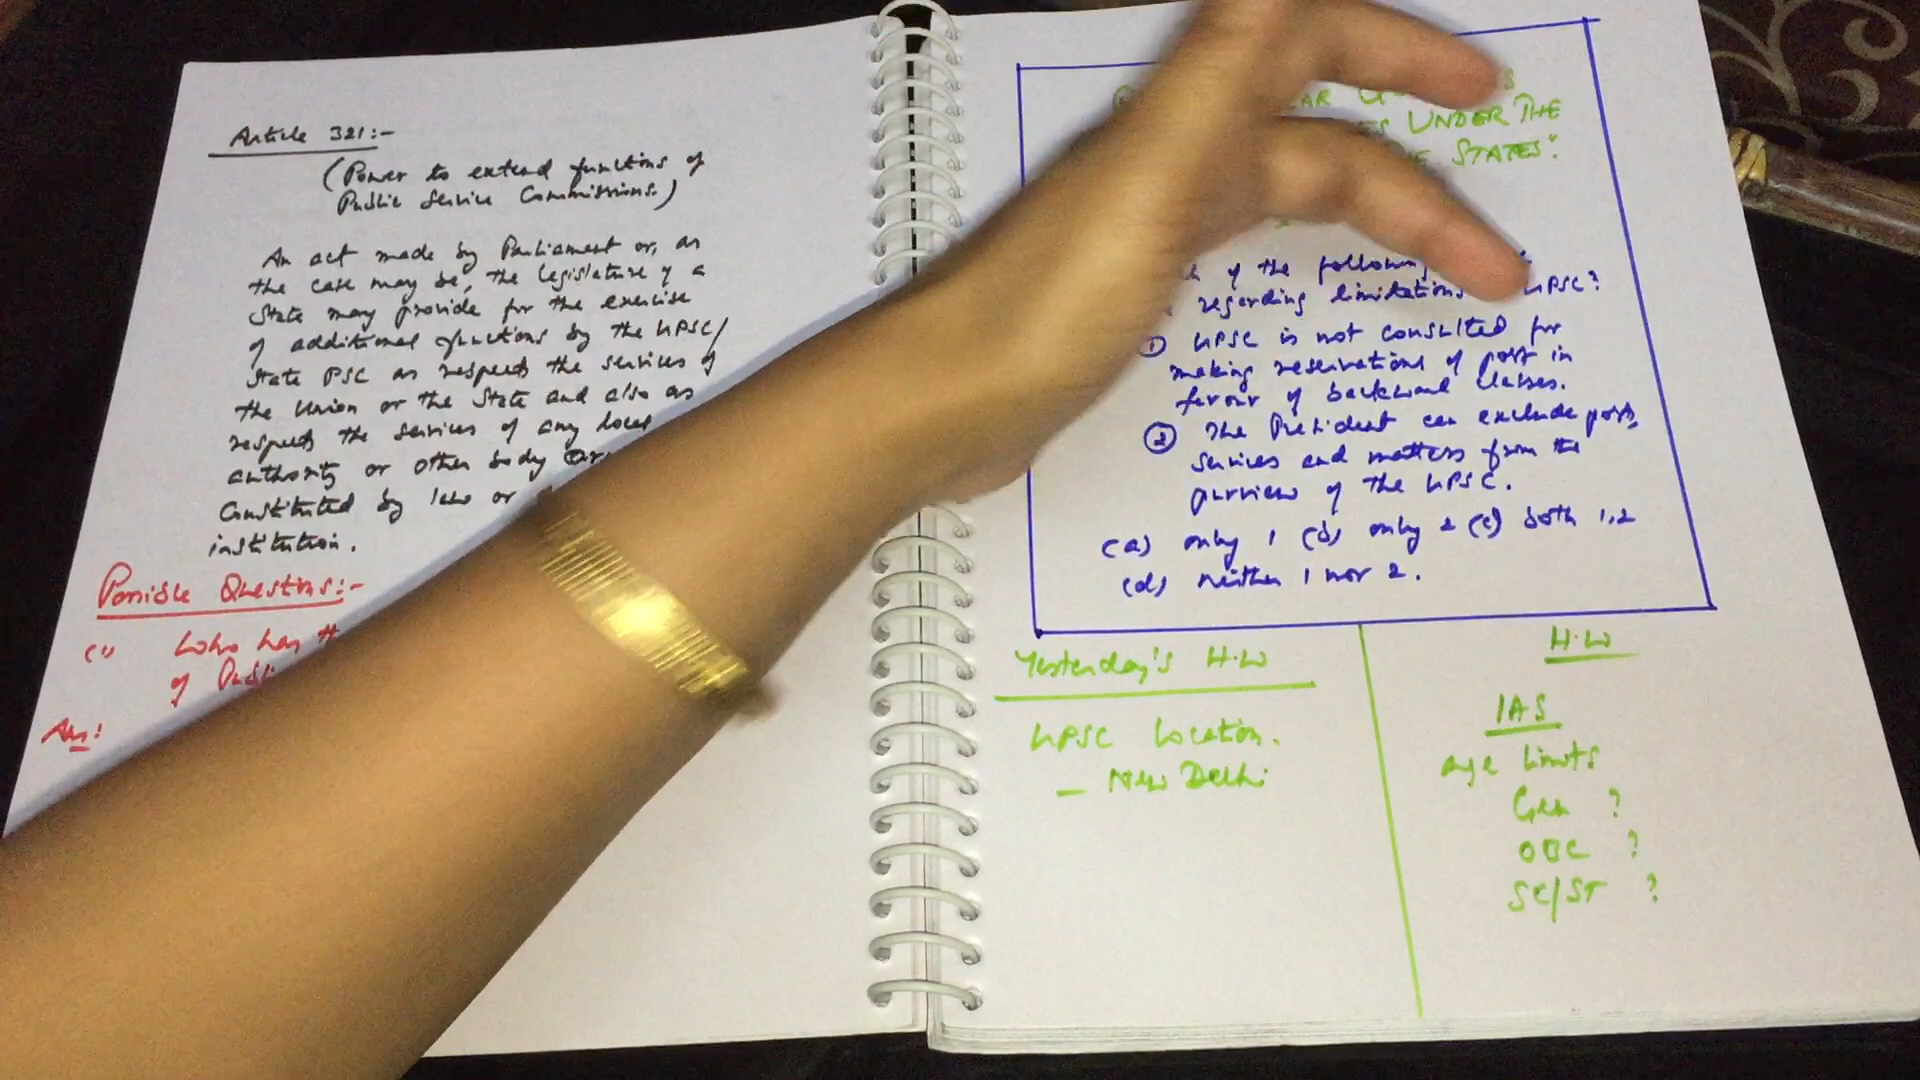 Article 321:-
(Power to extend functions of
Public Service Commissions.)
An act made by Parliament or, as
the case may be, the legislature of a
State may provide for the exercise
of additional functions by the UPSC/
State PSC as respects the services of
the Union or the State and also as
respects the services of any local
authority or other body
Constituted by law or
institution.
Possible Questions:-
(1) Who has
of
Ans:
UNDER THE
STATES".
of the following
regarding limitations UPSC?
① UPSC is not consulted for
making reservations of post in
favour of backward classes.
② The President can exclude posts,
services and matters from the
purview of the UPSC.
(a) only 1 (b) only 2 (c) both 1,2
(d) neither 1 nor 2.
Yesterday's H.W
UPSC Location.
- New Delhi
H.W
IAS
age limits
Gen ?
OBC ?
SC/ST ?